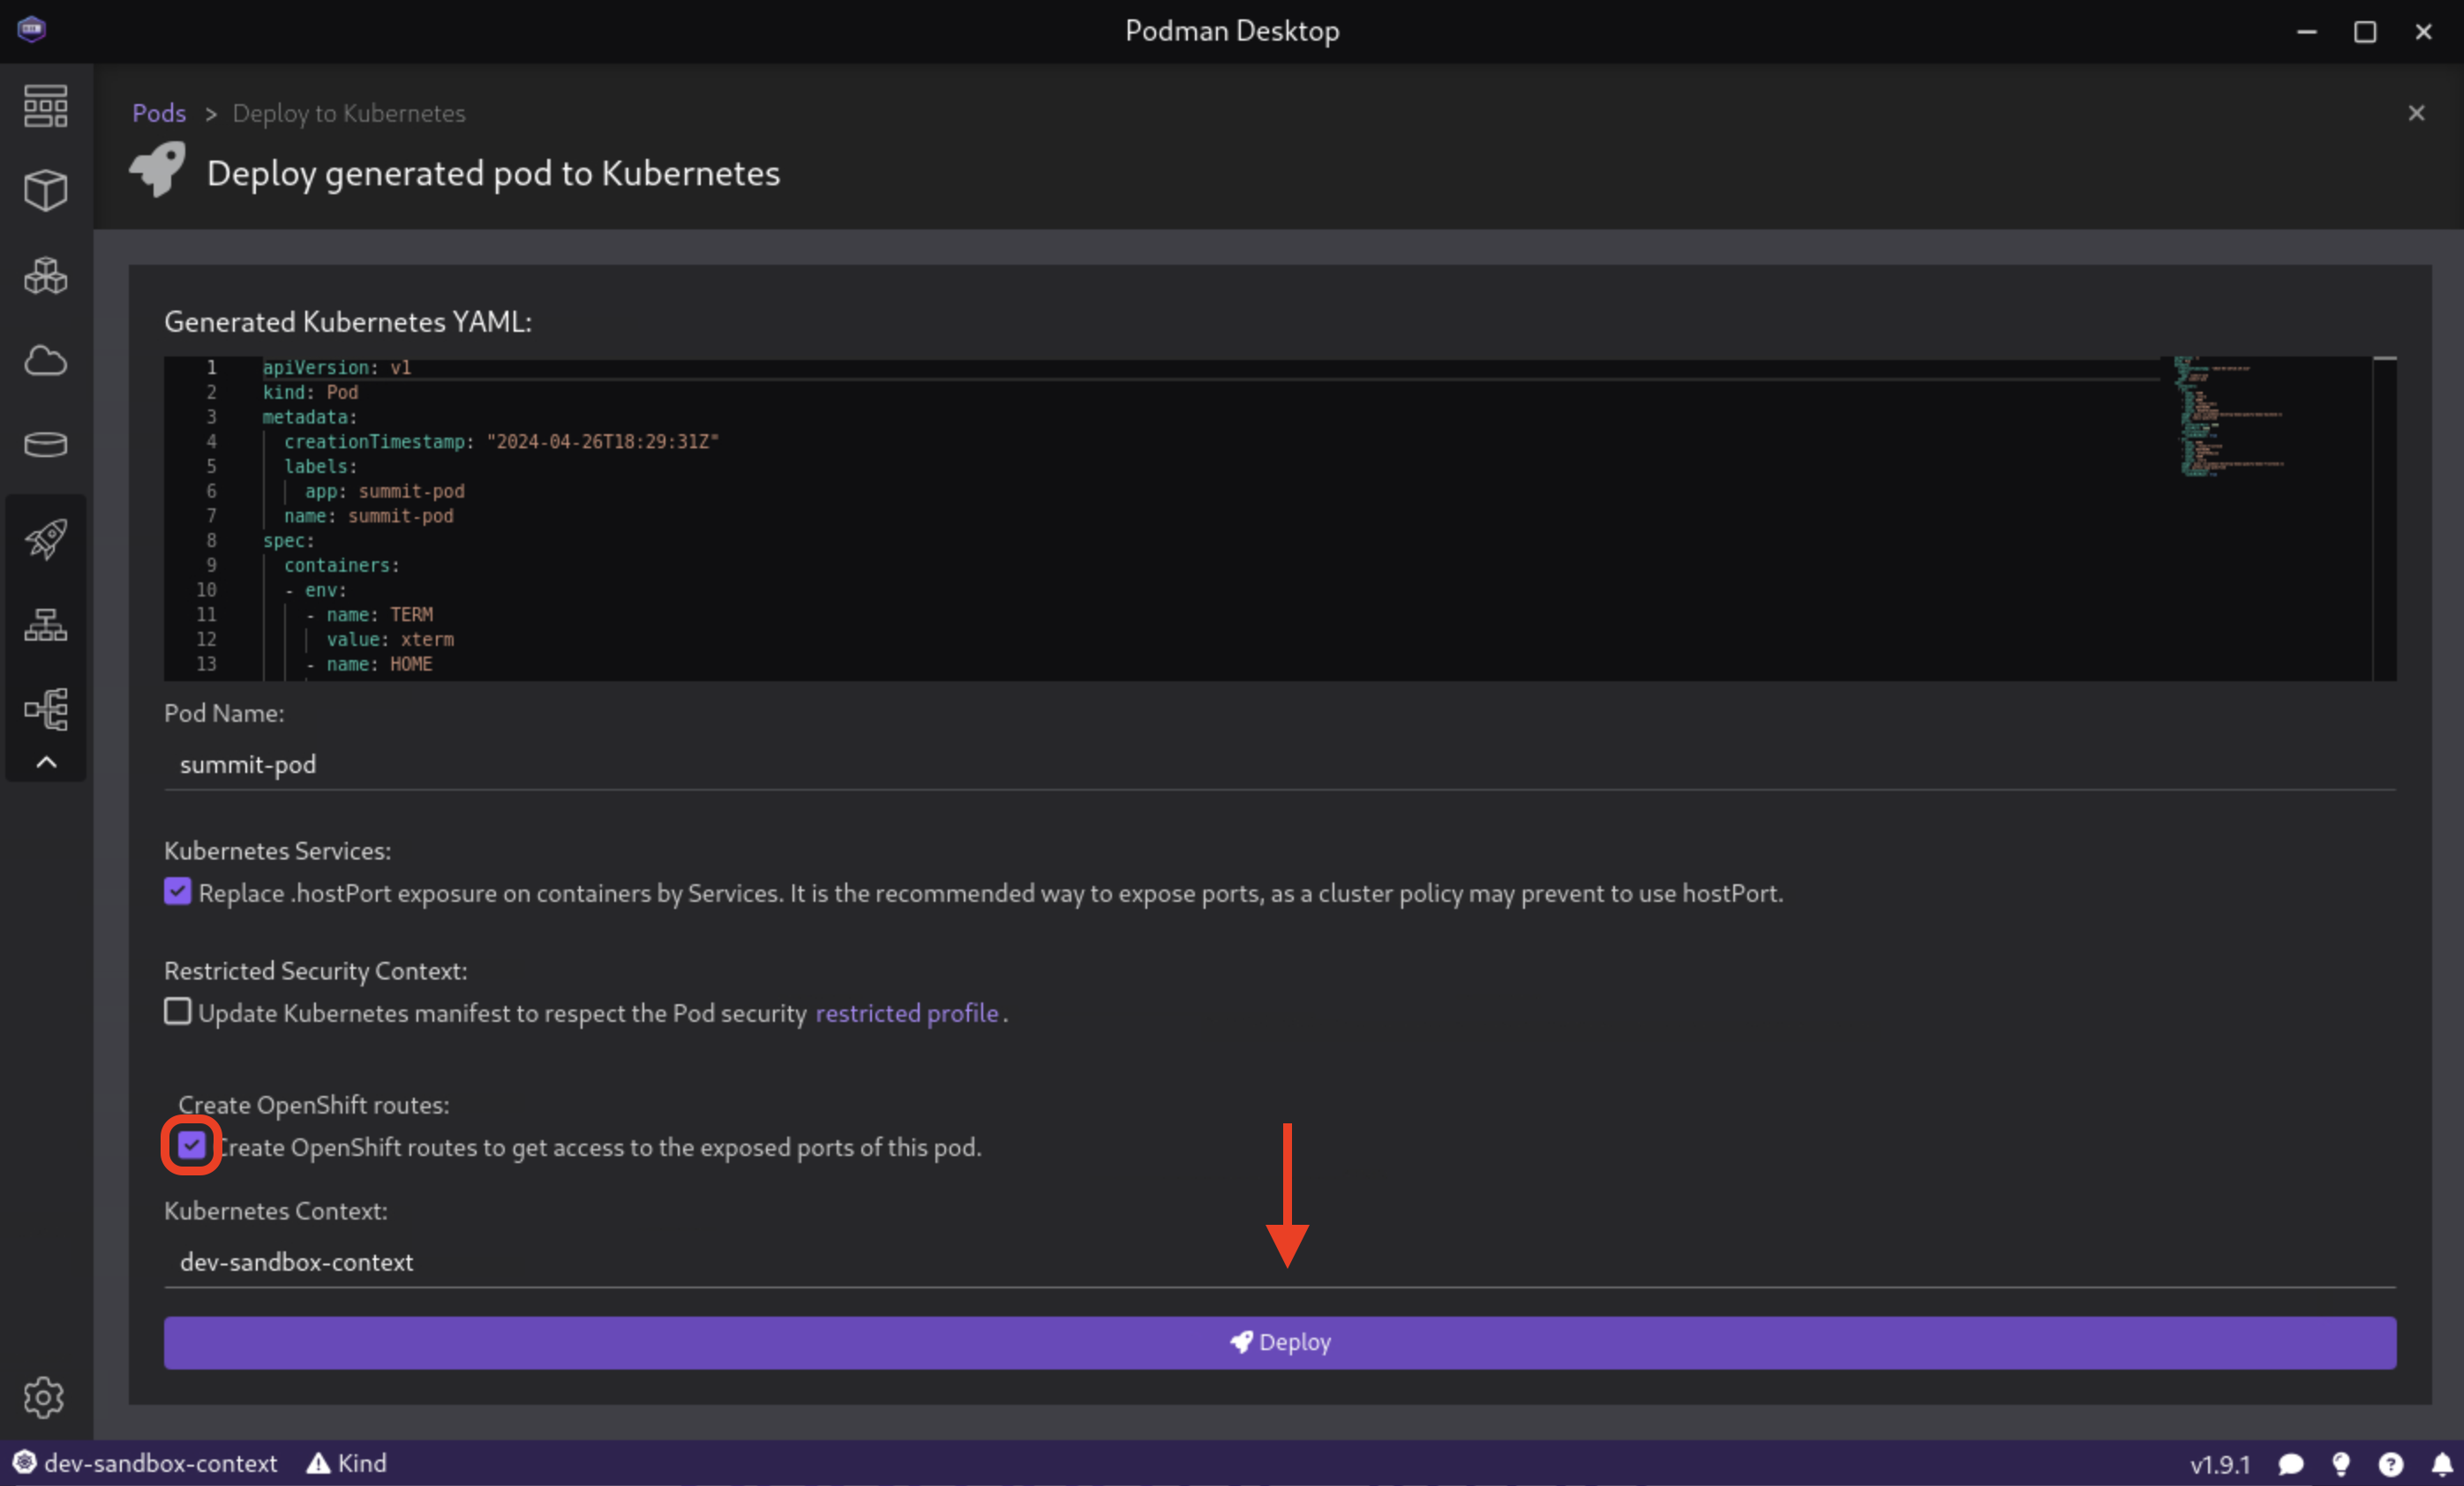 Podman Desktop
Pods > Deploy to Kubernetes
Deploy generated pod to Kubernetes
Generated Kubernetes YAML:
1 apiVersion: v1
2 kind: Pod
3 metadata:
4 creationTimestamp: "2024-04-26T18:29:31Z"
5 labels:
6 app: summit-pod
7 name: summit-pod
8 spec:
9 containers:
10 - env:
11 - name: TERM
12 value: xterm
13 - name: HOME
Pod Name:
summit-pod
Kubernetes Services:
Replace .hostPort exposure on containers by Services. It is the recommended way to expose ports, as a cluster policy may prevent to use hostPort.
Restricted Security Context:
Update Kubernetes manifest to respect the Pod security restricted profile.
Create OpenShift routes:
Create OpenShift routes to get access to the exposed ports of this pod.
Kubernetes Context:
dev-sandbox-context
Deploy
dev-sandbox-context Kind v1.9.1